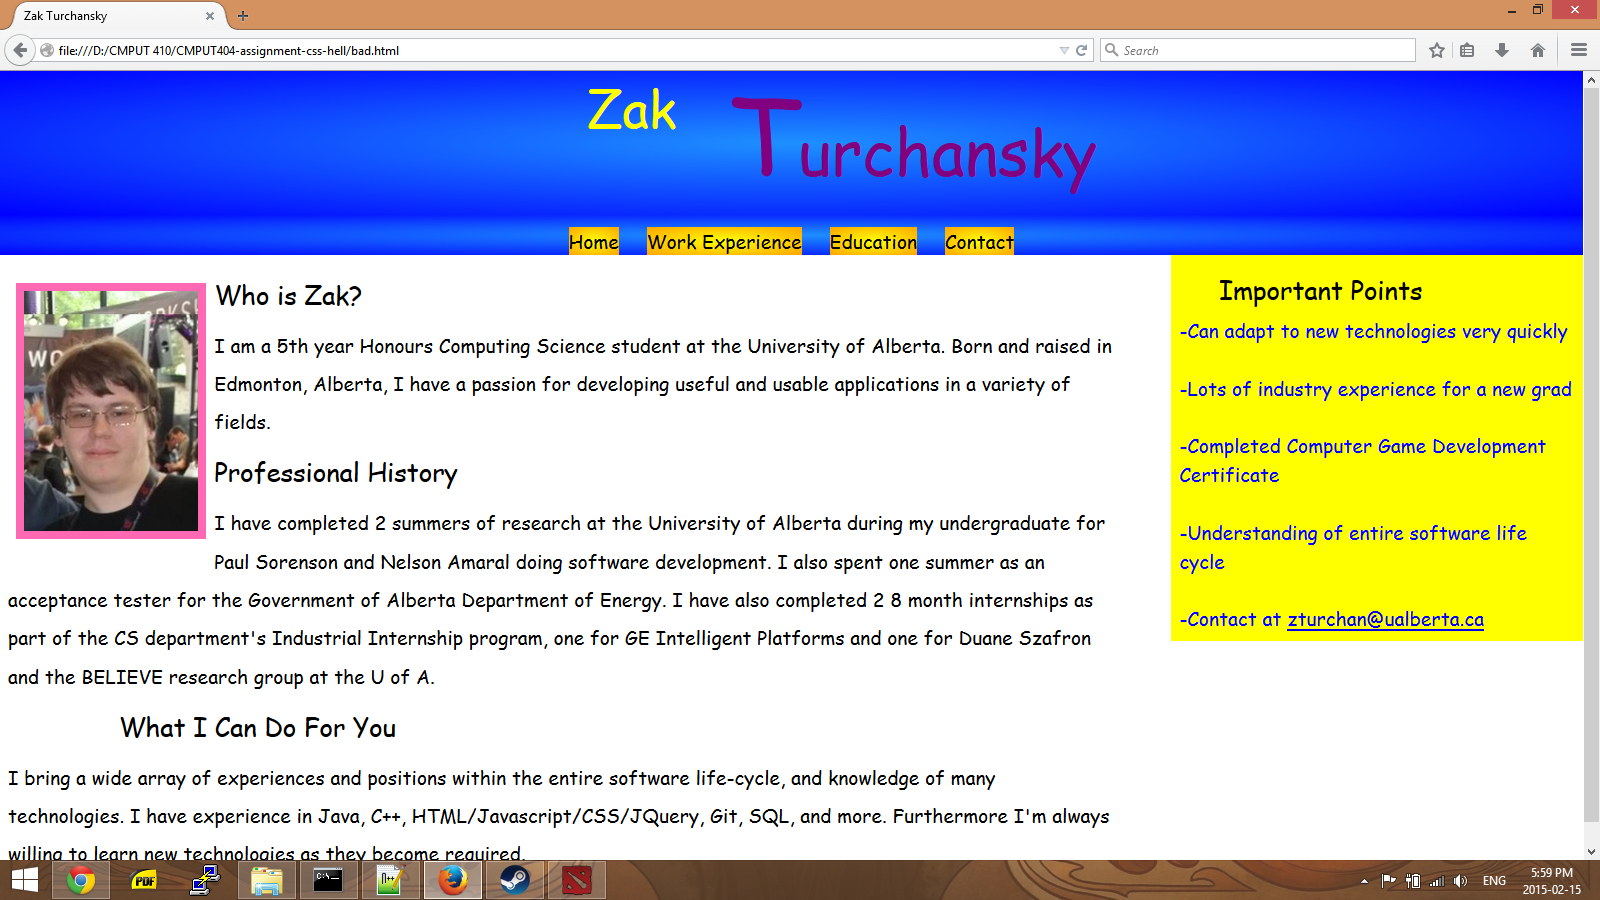 Zak Turchansky
file:///D:/CMPUT 410/CMPUT404-assignment-css-hell/bad.html
Search
Zak Turchansky
Home Work Experience Education Contact
Who is Zak?
I am a 5th year Honours Computing Science student at the University of Alberta. Born and raised in
Edmonton, Alberta, I have a passion for developing useful and usable applications in a variety of
fields.
Professional History
I have completed 2 summers of research at the University of Alberta during my undergraduate for
Paul Sorenson and Nelson Amaral doing software development. I also spent one summer as an
acceptance tester for the Government of Alberta Department of Energy. I have also completed 2 8 month internships as
part of the CS department's Industrial Internship program, one for GE Intelligent Platforms and one for Duane Szafron
and the BELIEVE research group at the U of A.
What I Can Do For You
I bring a wide array of experiences and positions within the entire software life-cycle, and knowledge of many
technologies. I have experience in Java, C++, HTML/Javascript/CSS/JQuery, Git, SQL, and more. Furthermore I'm always
willing to learn new technologies as they become required.
Important Points
-Can adapt to new technologies very quickly
-Lots of industry experience for a new grad
-Completed Computer Game Development
Certificate
-Understanding of entire software life
cycle
-Contact at zturchan@ualberta.ca
PDF
ENG
5:59 PM
2015-02-15